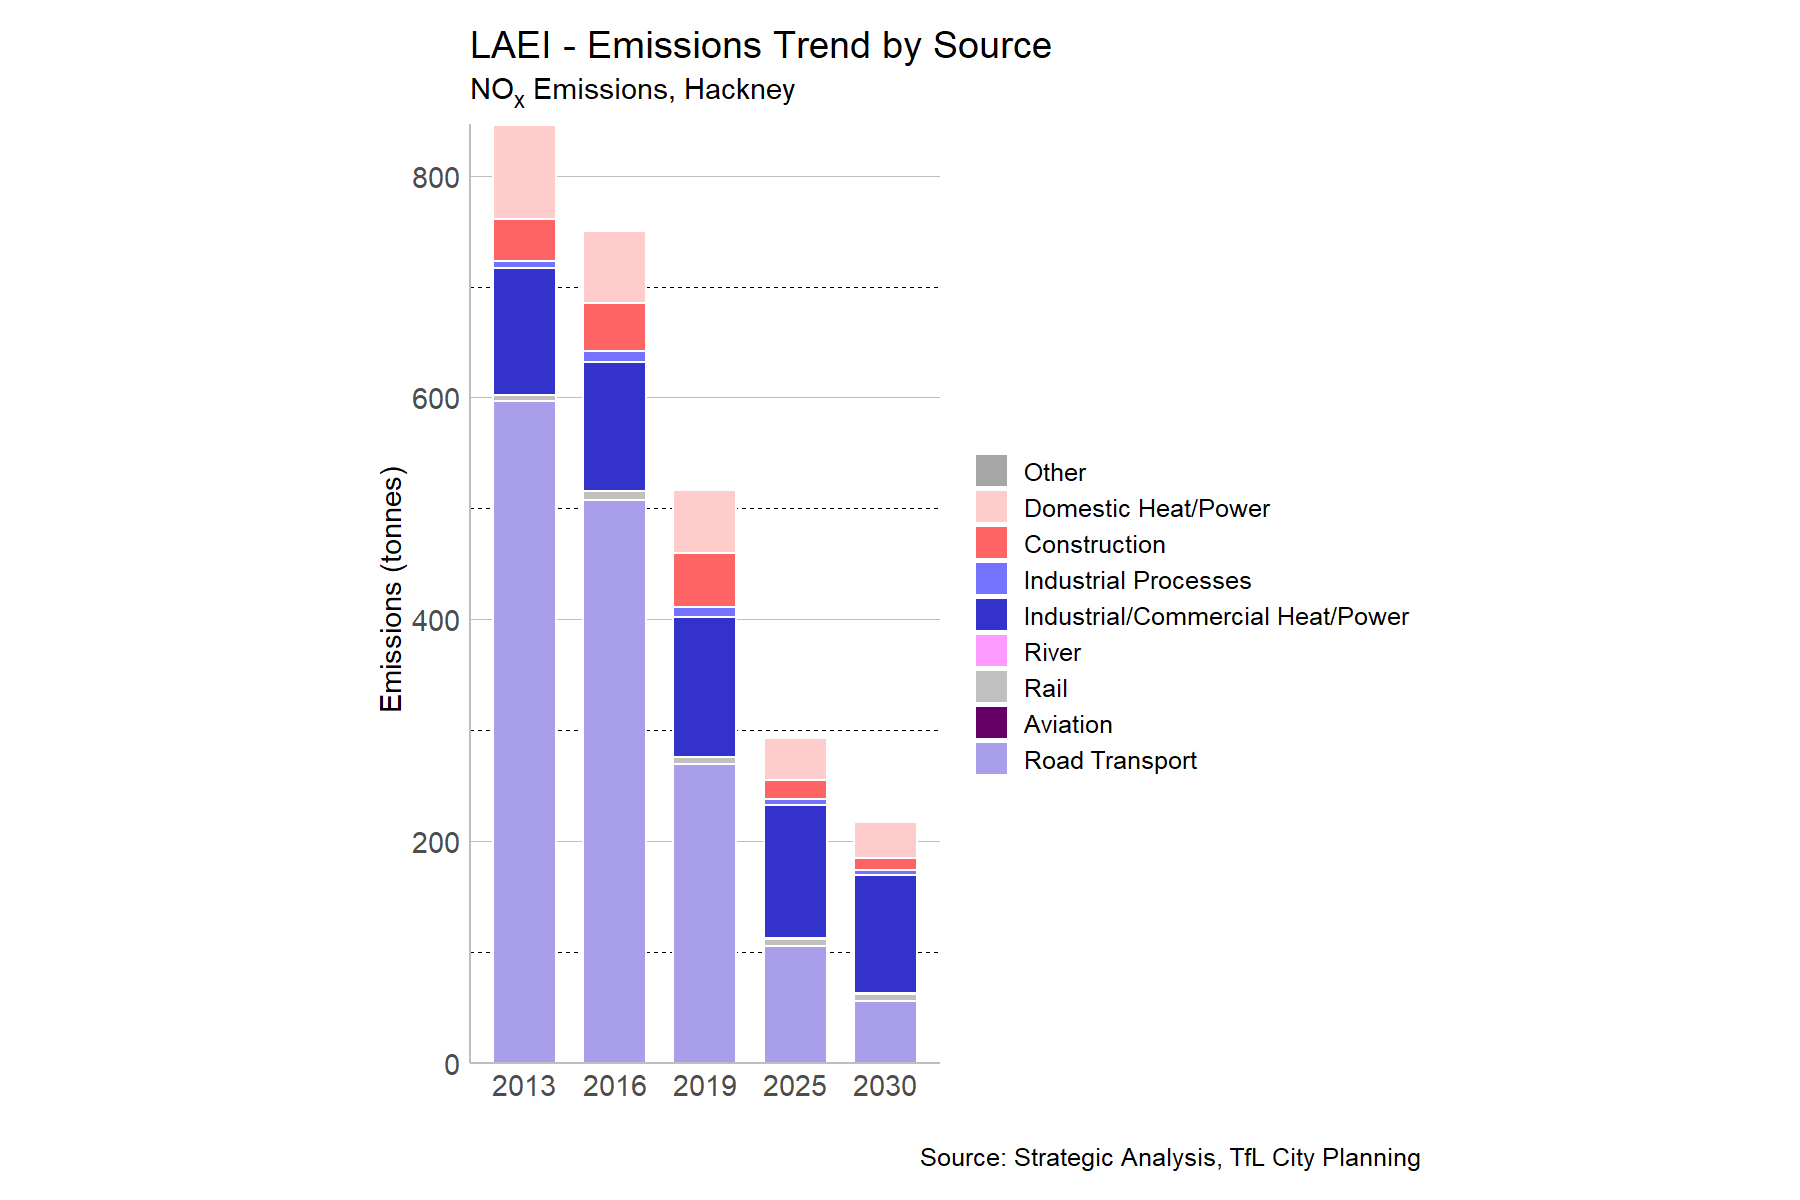 LAEI - Emissions Trend by Source
NOx Emissions, Hackney
Emissions (tonnes)
800
600
400
200
0
2013 2016 2019 2025 2030
Other
Domestic Heat/Power
Construction
Industrial Processes
Industrial/Commercial Heat/Power
River
Rail
Aviation
Road Transport
Source: Strategic Analysis, TfL City Planning